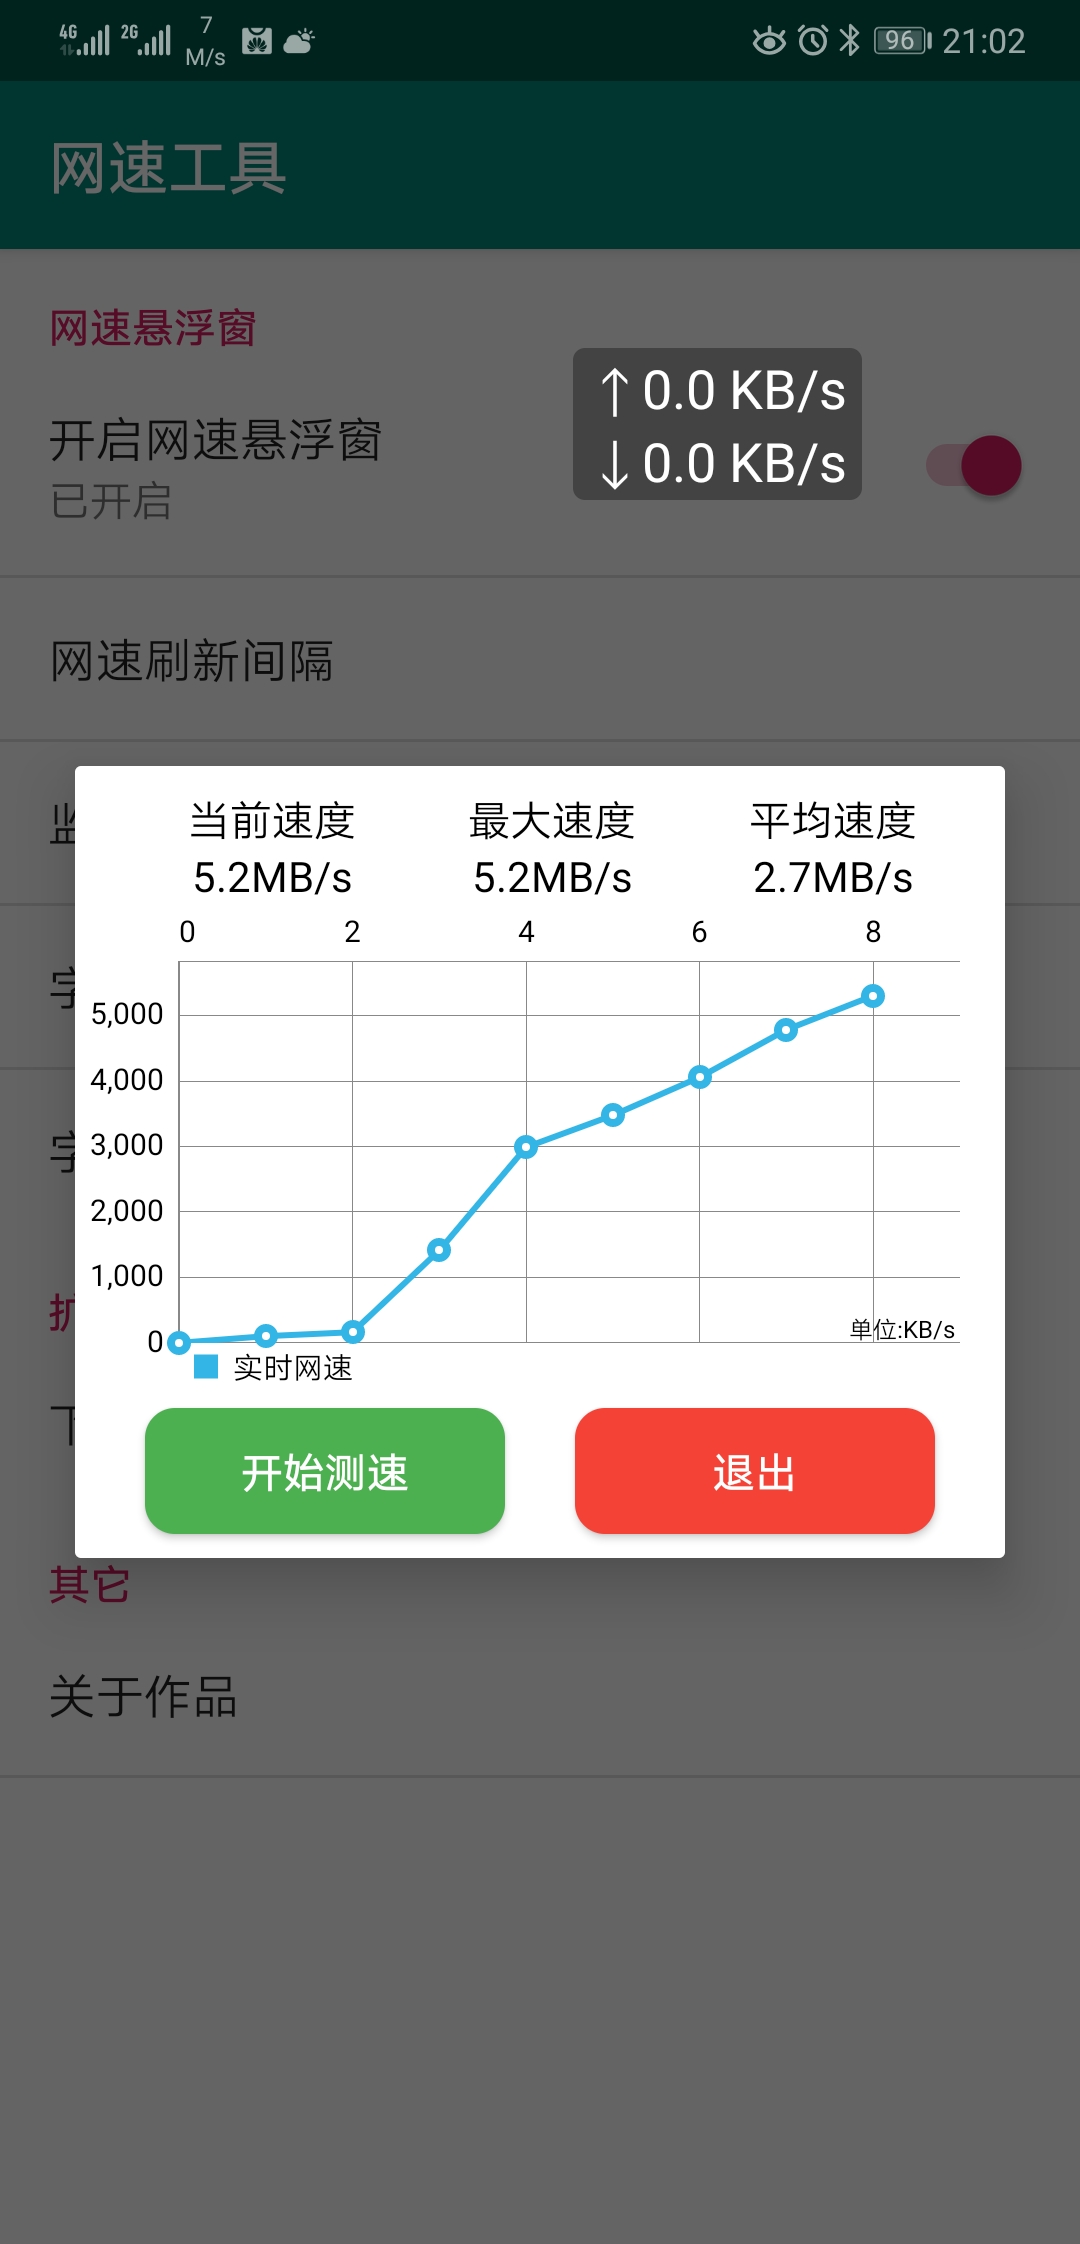 4G 2G 7 M/s 96 21:02
网速工具
网速悬浮窗
开启网速悬浮窗
已开启
↑ 0.0 KB/s
↓ 0.0 KB/s
网速刷新间隔
当前速度 最大速度 平均速度
5.2MB/s 5.2MB/s 2.7MB/s
0 2 4 6 8
5,000
4,000
3,000
2,000
1,000
0
单位:KB/s
实时网速
开始测速 退出
其它
关于作品